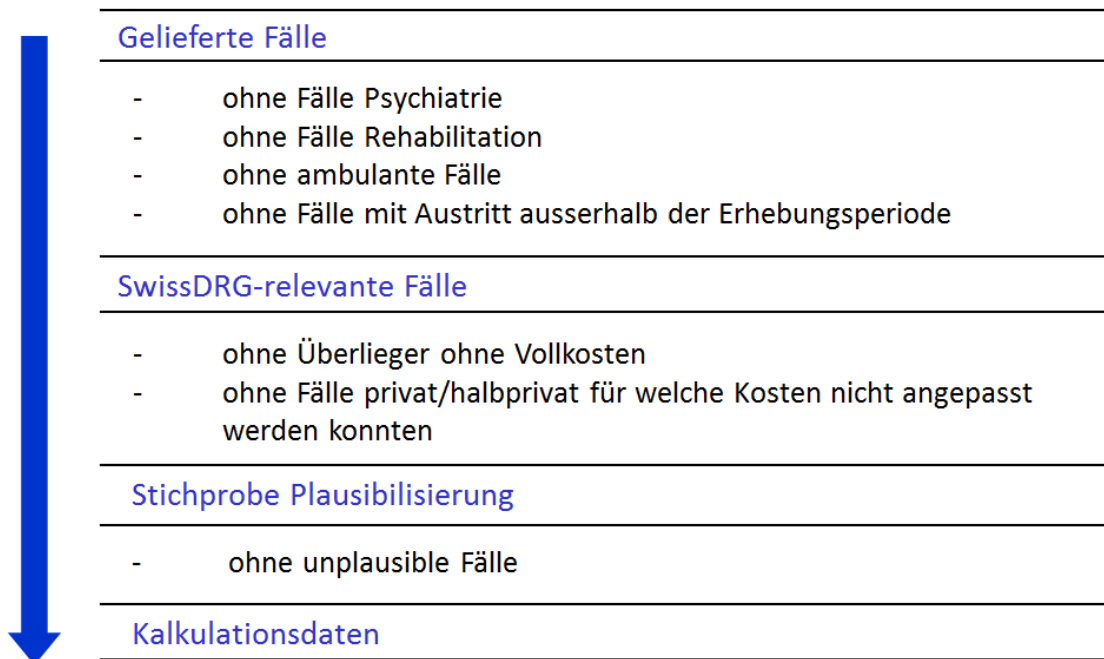 Gelieferte Fälle
- ohne Fälle Psychiatrie
- ohne Fälle Rehabilitation
- ohne ambulante Fälle
- ohne Fälle mit Austritt ausserhalb der Erhebungsperiode
SwissDRG-relevante Fälle
- ohne Überlieger ohne Vollkosten
- ohne Fälle privat/halbprivat für welche Kosten nicht angepasst
werden konnten
Stichprobe Plausibilisierung
- ohne unplausible Fälle
Kalkulationsdaten